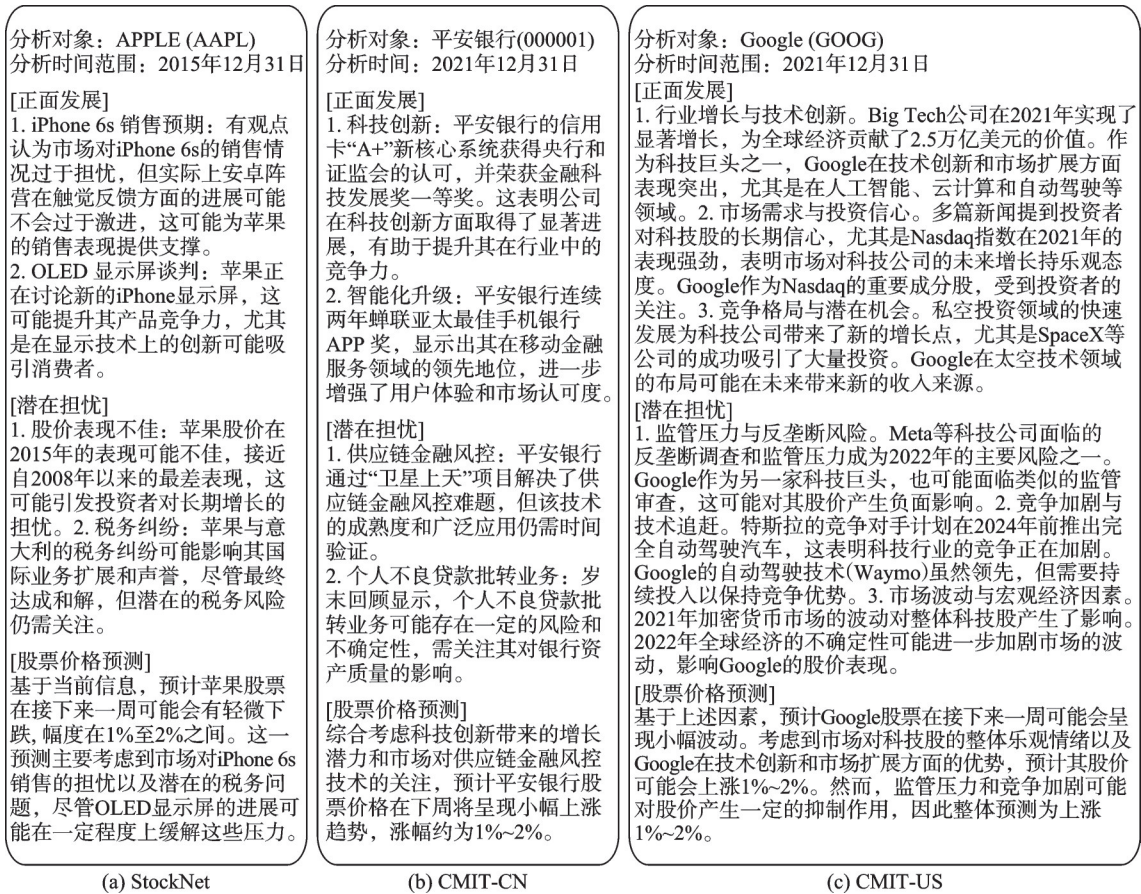 分析对象：APPLE (AAPL)
分析时间范围：2015年12月31日
[正面发展]
1. iPhone 6s 销售预期：有观点
认为市场对iPhone 6s的销售情
况过于担忧，但实际上安卓阵
营在触觉反馈方面的进展可能
不会过于激进，这可能为苹果
的销售表现提供支撑。
2. OLED 显示屏谈判：苹果正
在讨论新的iPhone显示屏，这
可能提升其产品竞争力，尤其
是在显示技术上的创新可能吸
引消费者。
[潜在担忧]
1. 股价表现不佳：苹果股价在
2015年的表现可能不佳，接近
自2008年以来的最差表现，这
可能引发投资者对长期增长的
担忧。2. 税务纠纷：苹果与意
大利的税务纠纷可能影响其国
际业务扩展和声誉，尽管最终
达成和解，但潜在的税务风险
仍需关注。
[股票价格预测]
基于当前信息，预计苹果股票
在接下来一周可能会有轻微下
跌, 幅度在1%至2%之间。这一
预测主要考虑到市场对iPhone 6s
销售的担忧以及潜在的税务问
题，尽管OLED显示屏的进展可
能在一定程度上缓解这些压力。
(a) StockNet
分析对象：平安银行(000001)
分析时间：2021年12月31日
[正面发展]
1. 科技创新：平安银行的信用
卡“A+”新核心系统获得央行和
证监会的认可，并荣获金融科
技发展奖一等奖。这表明公司
在科技创新方面取得了显著进
展，有助于提升其在行业中的
竞争力。
2. 智能化升级：平安银行连续
两年蝉联亚太最佳手机银行
APP 奖，显示出其在移动金融
服务领域的领先地位，进一步
增强了用户体验和市场认可度。
[潜在担忧]
1. 供应链金融风控：平安银行
通过“卫星上天”项目解决了供
应链金融风控难题，但该技术
的成熟度和广泛应用仍需时间
验证。
2. 个人不良贷款批转业务：岁
末回顾显示，个人不良贷款批
转业务可能存在一定的风险和
不确定性，需关注其对银行资
产质量的影响。
[股票价格预测]
综合考虑科技创新带来的增长
潜力和市场对供应链金融风控
技术的关注，预计平安银行股
票价格在下周将呈现小幅上涨
趋势，涨幅约为1%~2%。
(b) CMIT-CN
分析对象：Google (GOOG)
分析时间范围：2021年12月31日
[正面发展]
1. 行业增长与技术创新。Big Tech公司在2021年实现了
显著增长，为全球经济贡献了2.5万亿美元的价值。作
为科技巨头之一，Google在技术创新和市场扩展方面
表现突出，尤其是在人工智能、云计算和自动驾驶等
领域。2. 市场需求与投资信心。多篇新闻提到投资者
对科技股的长期信心，尤其是Nasdaq指数在2021年的
表现强劲，表明市场对科技公司的未来增长持乐观态
度。Google作为Nasdaq的重要成分股，受到投资者的
关注。3. 竞争格局与潜在机会。私空投资领域的快速
发展为科技公司带来了新的增长点，尤其是SpaceX等
公司的成功吸引了大量投资。Google在太空技术领域
的布局可能在未来带来新的收入来源。
[潜在担忧]
1. 监管压力与反垄断风险。Meta等科技公司面临的
反垄断调查和监管压力成为2022年的主要风险之一。
Google作为另一家科技巨头，也可能面临类似的监管
审查，这可能对其股价产生负面影响。2. 竞争加剧与
技术追赶。特斯拉的竞争对手计划在2024年前推出完
全自动驾驶汽车，这表明科技行业的竞争正在加剧。
Google的自动驾驶技术(Waymo)虽然领先，但需要持
续投入以保持竞争优势。3. 市场波动与宏观经济因素。
2021年加密货币市场的波动对整体科技股产生了影响。
2022年全球经济的不确定性可能进一步加剧市场的波
动，影响Google的股价表现。
[股票价格预测]
基于上述因素，预计Google股票在接下来一周可能会呈
现小幅波动。考虑到市场对科技股的整体乐观情绪以及
Google在技术创新和市场扩展方面的优势，预计其股价
可能会上涨1%~2%。然而，监管压力和竞争加剧可能
对股价产生一定的抑制作用，因此整体预测为上涨
1%~2%。
(c) CMIT-US